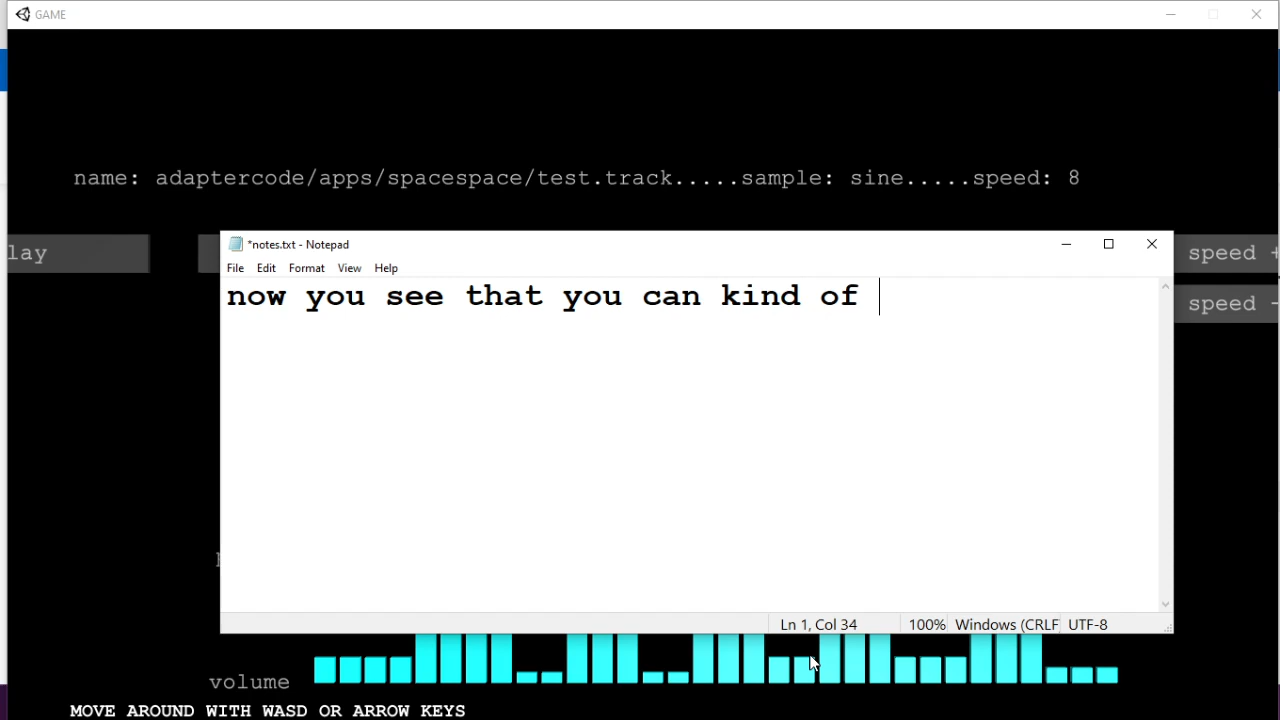 GAME
name: adaptercode/apps/spacespace/test.track.....sample: sine.....speed: 8
lay
speed +
*notes.txt - Notepad
File Edit Format View Help
speed -
now you see that you can kind of
Ln 1, Col 34 100% Windows (CRLF UTF-8
volume
MOVE AROUND WITH WASD OR ARROW KEYS